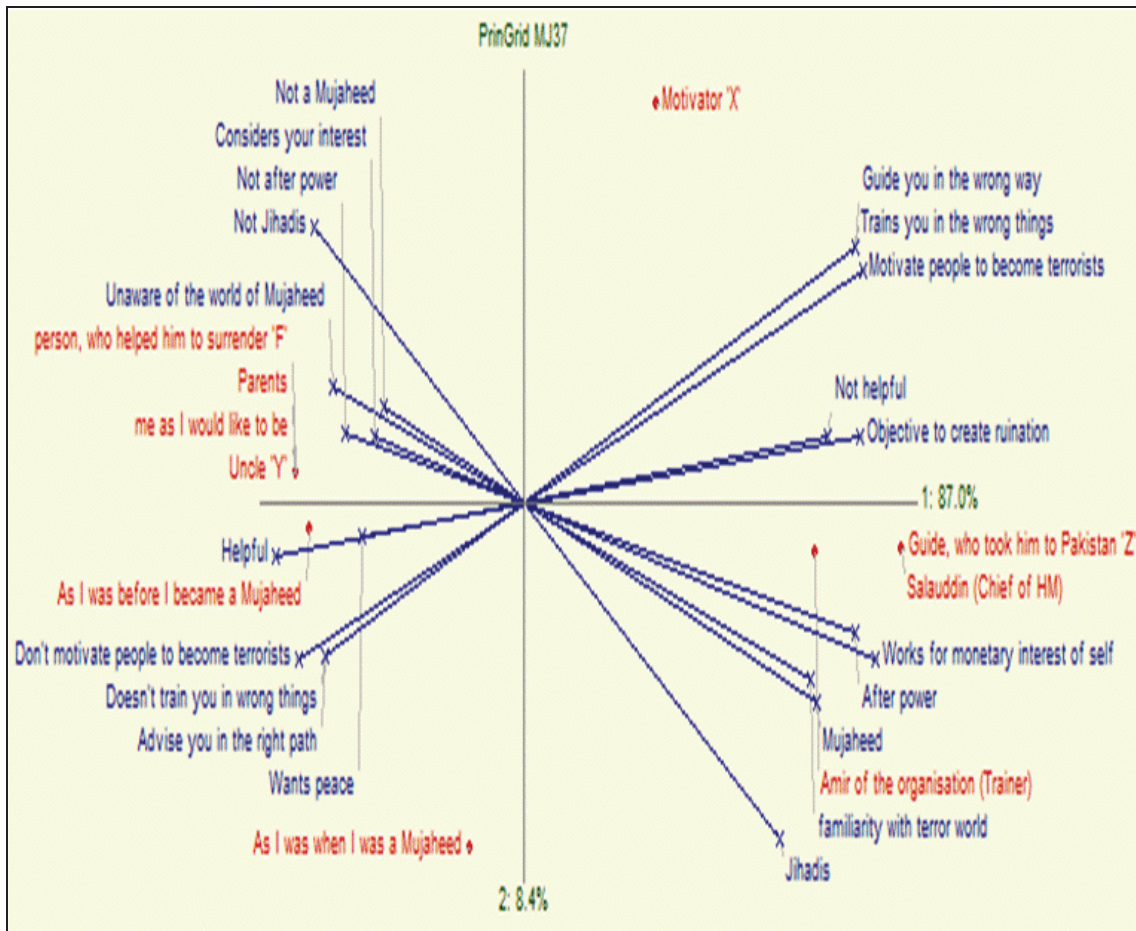 PrinGrid MJ37
Not a Mujaheed
Motivator 'X'
Considers your interest
Not after power
Guide you in the wrong way
Not Jihadis
Trains you in the wrong things
Motivate people to become terrorists
Unaware of the world of Mujaheed
person, who helped him to surrender 'F'
Parents
Not helpful
me as I would like to be
Objective to create ruination
Uncle 'Y'
1: 87.0%
Helpful
Guide, who took him to Pakistan 'Z'
As I was before I became a Mujaheed
Salauddin (Chief of HM)
Don't motivate people to become terrorists
Works for monetary interest of self
Doesn't train you in wrong things
After power
Advise you in the right path
Mujaheed
Wants peace
Amir of the organisation (Trainer)
familiarity with terror world
As I was when I was a Mujaheed
Jihadis
2: 8.4%